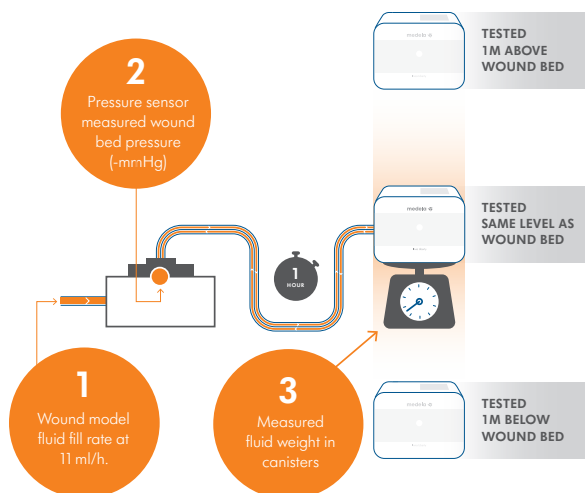 TESTED
1M ABOVE
WOUND BED
2
Pressure sensor
measured wound
bed pressure
(-mmHg)
medela
TESTED
SAME LEVEL AS
WOUND BED
1
HOUR
1
Wound model
fluid fill rate at
11 ml/h.
3
Measured
fluid weight in
canisters
medela
TESTED
1M BELOW
WOUND BED